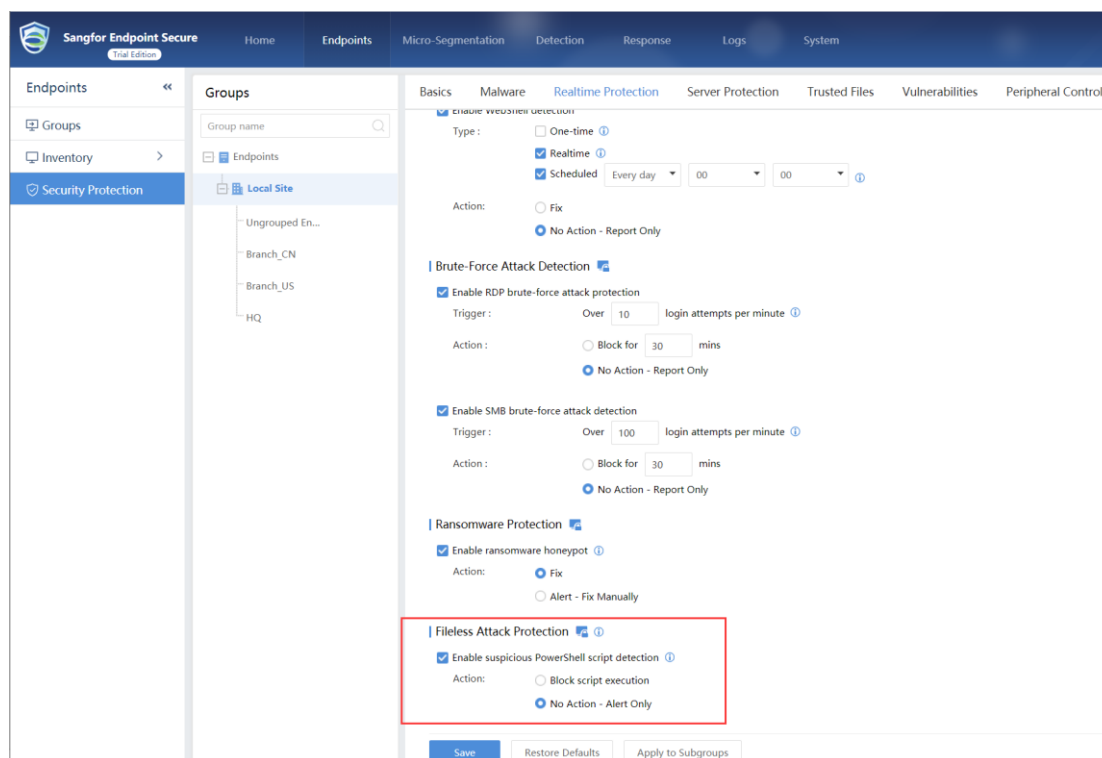 Sangfor Endpoint Secure
Trial Edition
Home Endpoints Micro-Segmentation Detection Response Logs System
Endpoints «
Groups
Inventory >
Security Protection
Groups
Group name
Endpoints
Local Site
Ungrouped En...
Branch_CN
Branch_US
HQ
Basics Malware Realtime Protection Server Protection Trusted Files Vulnerabilities Peripheral Control
Enable WebShell detection
Type : One-time
Realtime
Scheduled Every day 00 00
Action: Fix
No Action - Report Only
Brute-Force Attack Detection
Enable RDP brute-force attack protection
Trigger : Over 10 login attempts per minute
Action : Block for 30 mins
No Action - Report Only
Enable SMB brute-force attack detection
Trigger : Over 100 login attempts per minute
Action : Block for 30 mins
No Action - Report Only
Ransomware Protection
Enable ransomware honeypot
Action: Fix
Alert - Fix Manually
Fileless Attack Protection
Enable suspicious PowerShell script detection
Action: Block script execution
No Action - Alert Only
Save Restore Defaults Apply to Subgroups